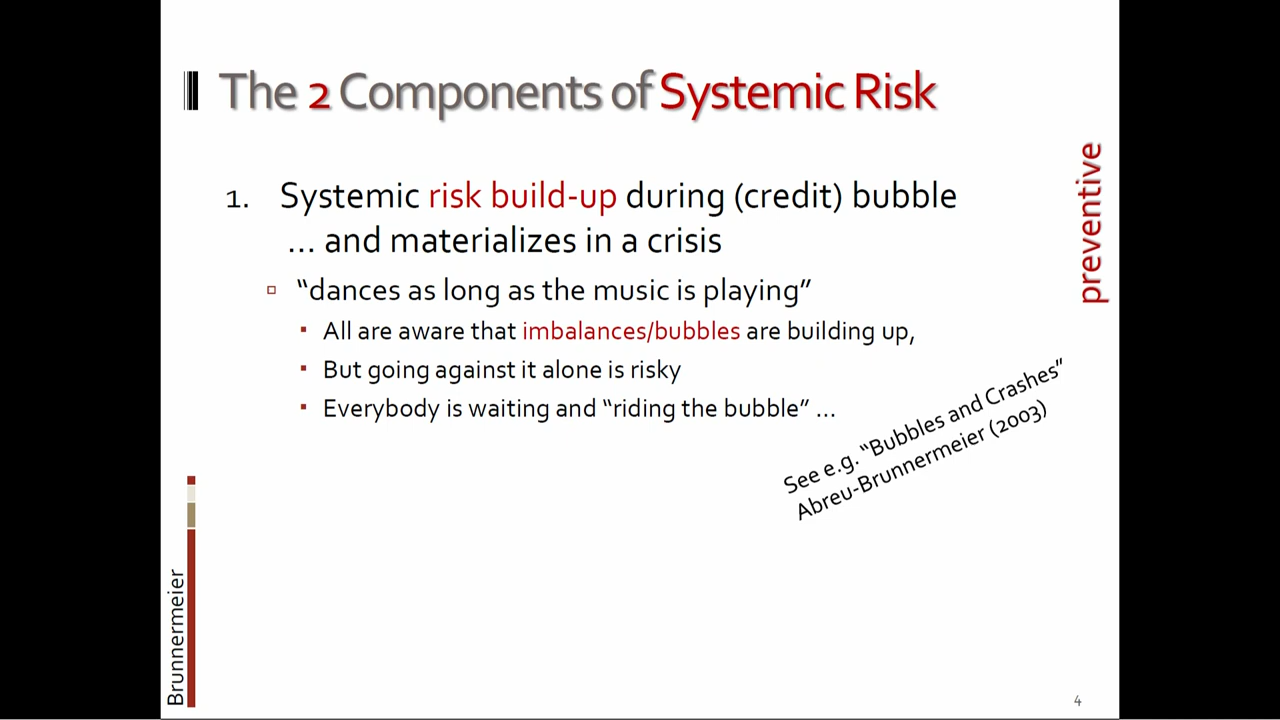 The 2 Components of Systemic Risk
preventive
1. Systemic risk build-up during (credit) bubble
... and materializes in a crisis
“dances as long as the music is playing”
All are aware that imbalances/bubbles are building up,
But going against it alone is risky
Everybody is waiting and “riding the bubble” ...
See e.g. “Bubbles and Crashes”
Abreu-Brunnermeier (2003)
Brunnermeier
4